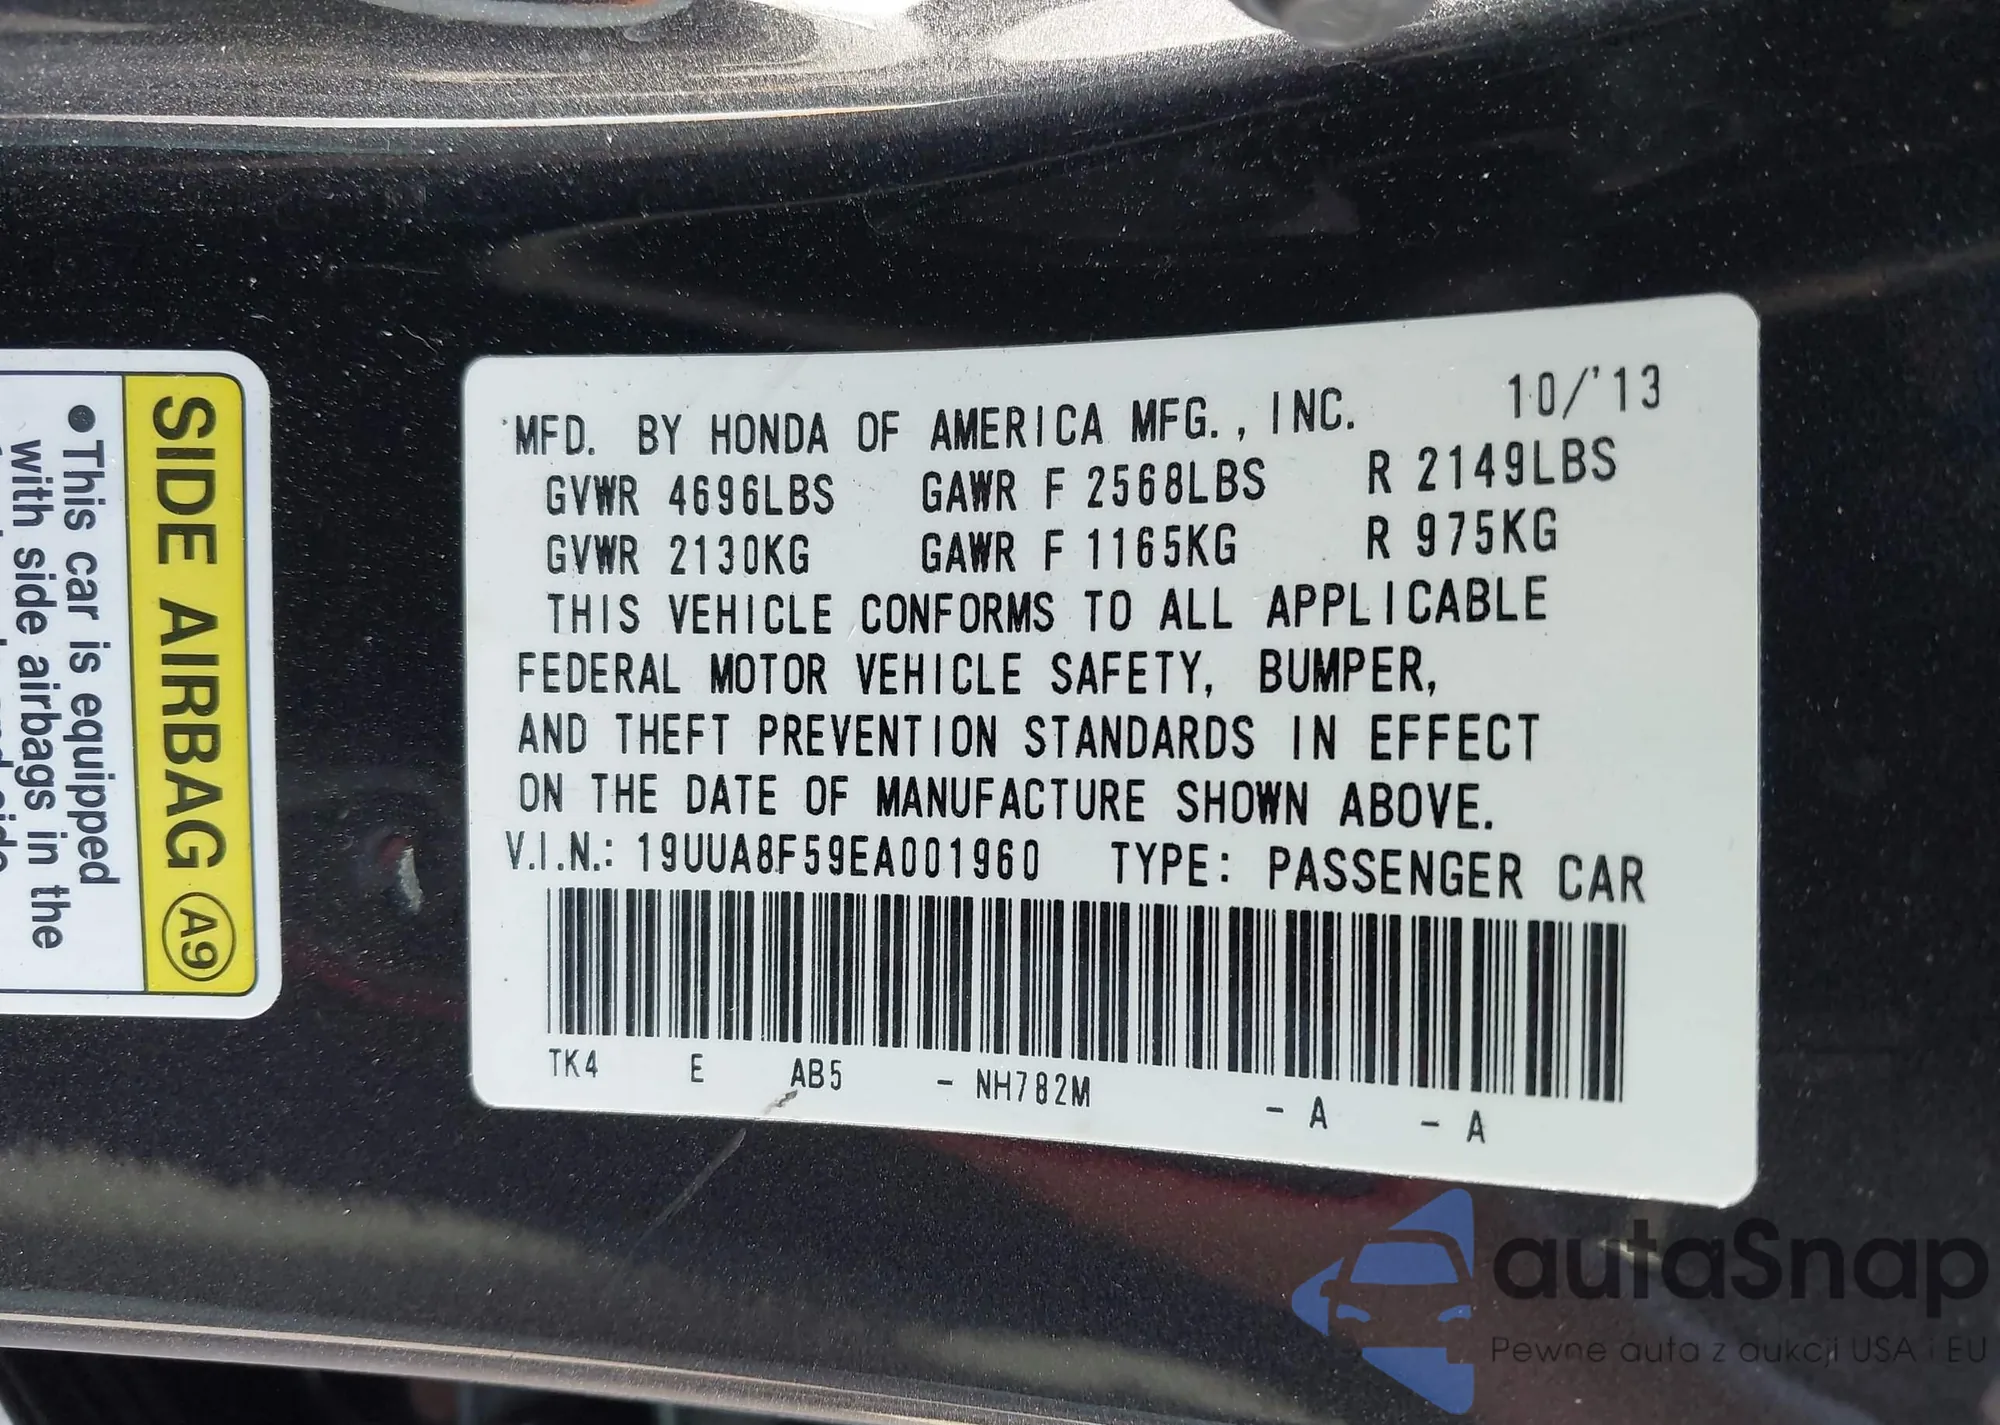 SIDE AIRBAG A9
●This car is equipped
with side airbags in the
MFD. BY HONDA OF AMERICA MFG., INC. 10/'13
GVWR 4696LBS GAWR F 2568LBS R 2149LBS
GVWR 2130KG GAWR F 1165KG R 975KG
THIS VEHICLE CONFORMS TO ALL APPLICABLE
FEDERAL MOTOR VEHICLE SAFETY, BUMPER,
AND THEFT PREVENTION STANDARDS IN EFFECT
ON THE DATE OF MANUFACTURE SHOWN ABOVE.
V.I.N.: 19UUA8F59EA001960 TYPE: PASSENGER CAR
TK4 E AB5 - NH782M - A - A
autaSnap
Pewne auta z aukcji USA i EU